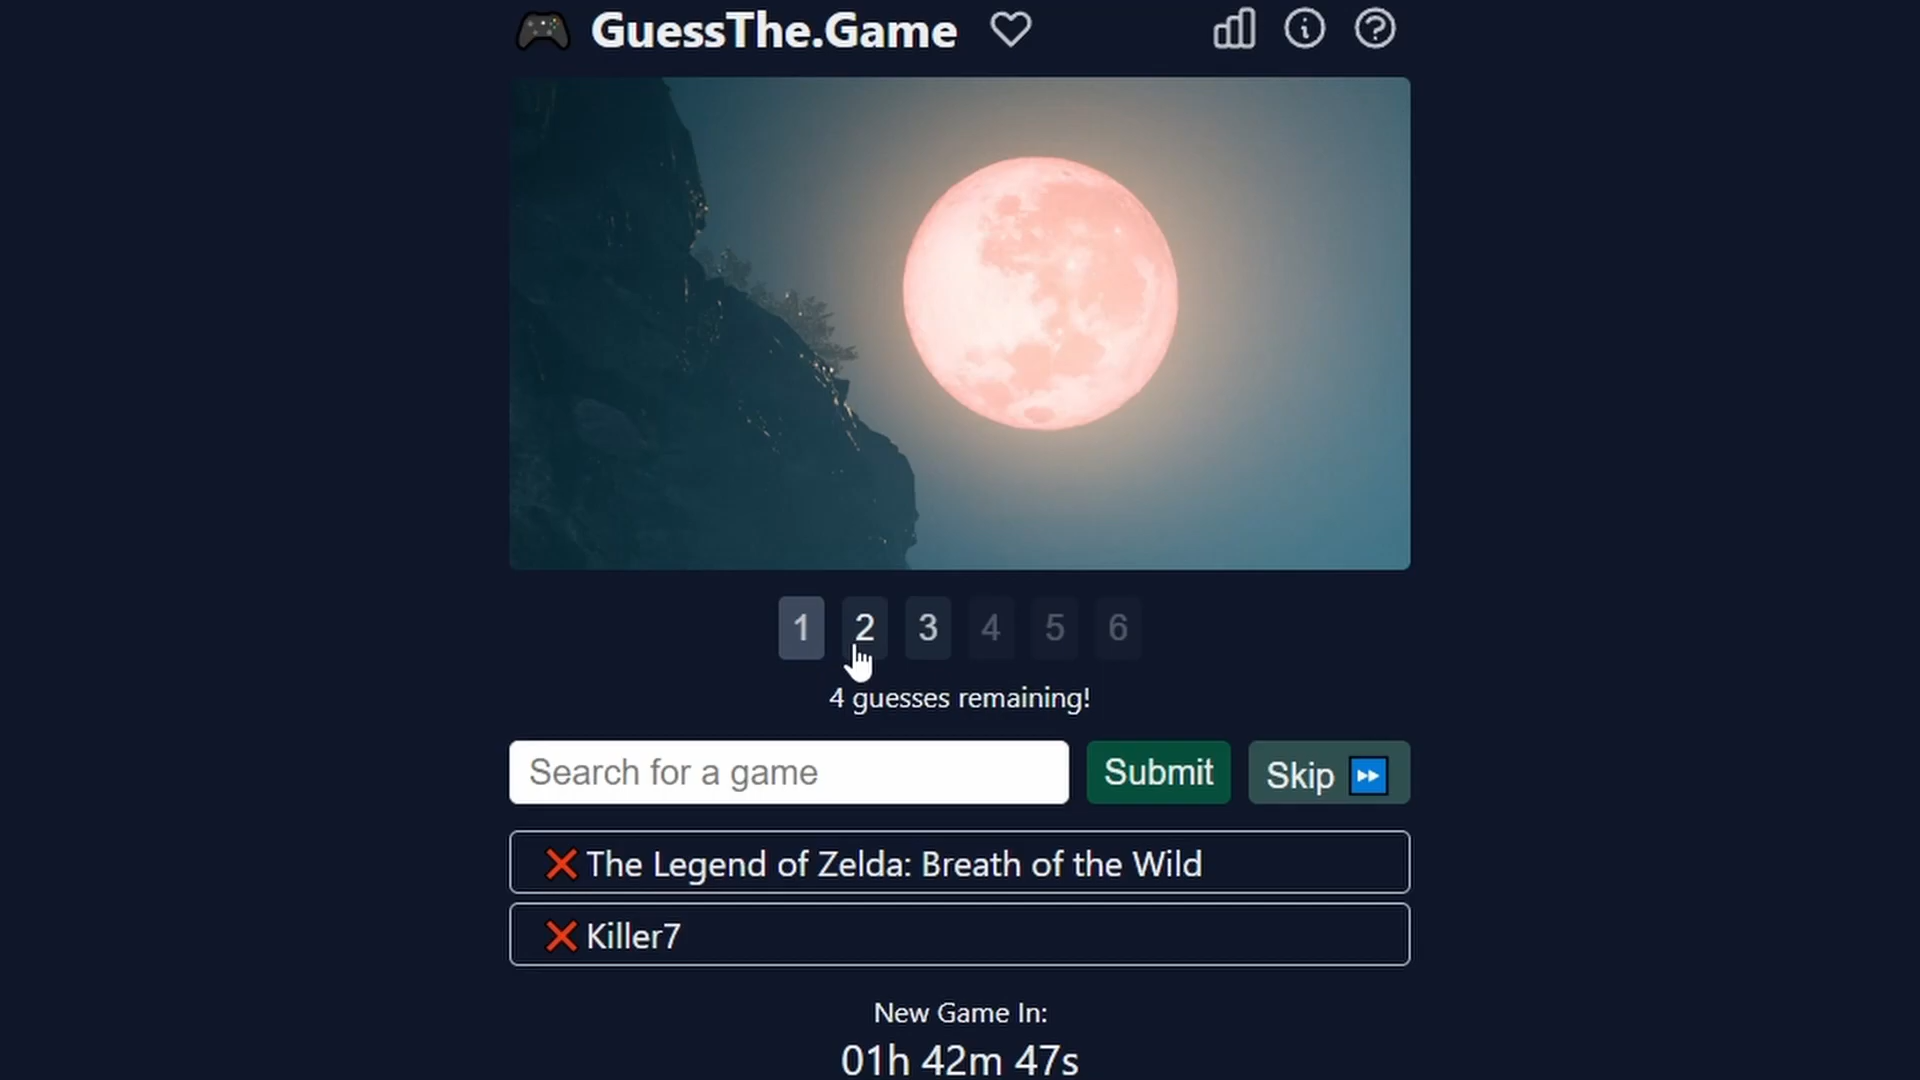 GuessThe.Game
1 2 3 4 5 6
4 guesses remaining!
Search for a game
Submit
Skip
The Legend of Zelda: Breath of the Wild
Killer7
New Game In:
01h 42m 47s